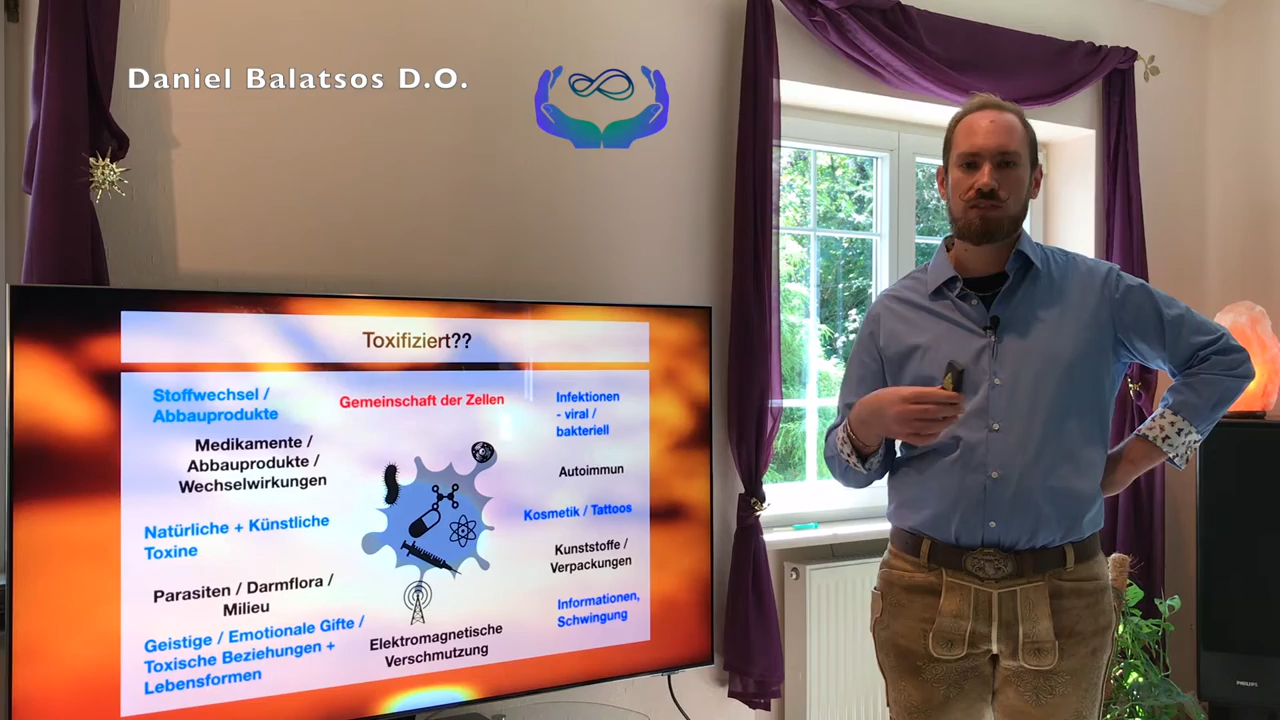 Daniel Balatsos D.O.
Toxifiziert??
Stoffwechsel /
Abbauprodukte
Gemeinschaft der Zellen
Infektionen
- viral /
bakteriell
Medikamente /
Abbauprodukte /
Wechselwirkungen
Autoimmun
Natürliche + Künstliche
Toxine
Kosmetik / Tattoos
Kunststoffe /
Verpackungen
Parasiten / Darmflora /
Milieu
Informationen,
Schwingung
Geistige / Emotionale Gifte /
Toxische Beziehungen +
Lebensformen
Elektromagnetische
Verschmutzung
PHILIPS